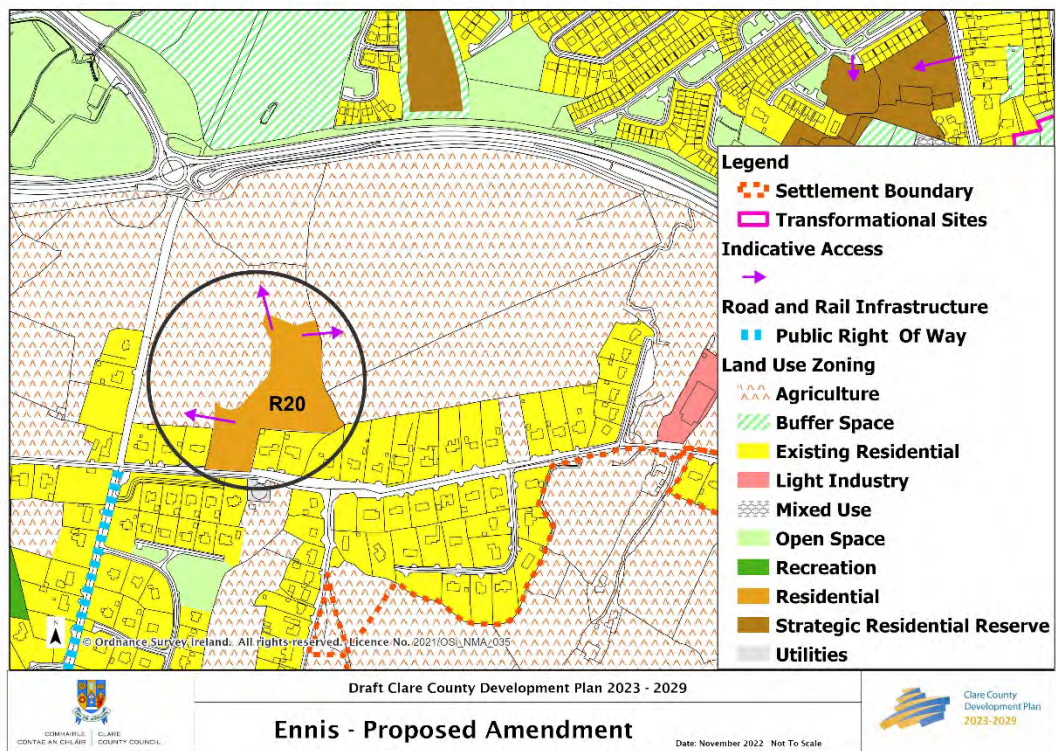 Legend
Settlement Boundary
Transformational Sites
Indicative Access
Road and Rail Infrastructure
Public Right Of Way
Land Use Zoning
Agriculture
Buffer Space
Existing Residential
Light Industry
Mixed Use
Open Space
Recreation
Residential
Strategic Residential Reserve
Utilities
R20
© Ordnance Survey Ireland. All rights reserved. Licence No. 2021/OSi_NMA_035
COMHAIRLE CONTAE AN CHLÁIR
CLARE COUNTY COUNCIL
Draft Clare County Development Plan 2023 - 2029
Ennis - Proposed Amendment
Date: November 2022 Not To Scale
Clare County
Development Plan
2023-2029